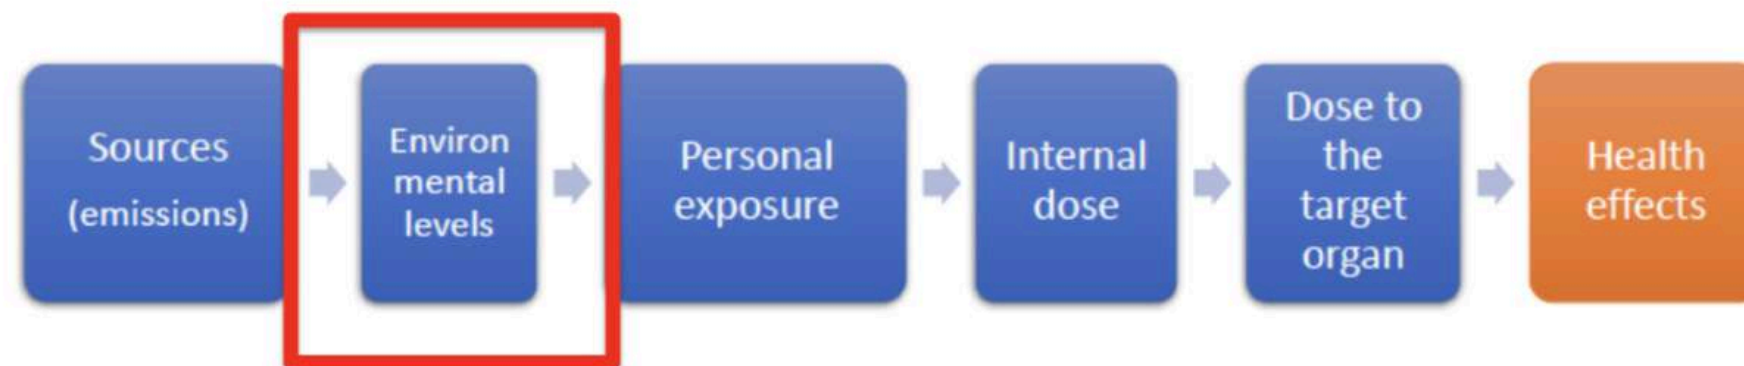 Sources
(emissions)
Environ
mental
levels
Personal
exposure
Internal
dose
Dose to
the
target
organ
Health
effects